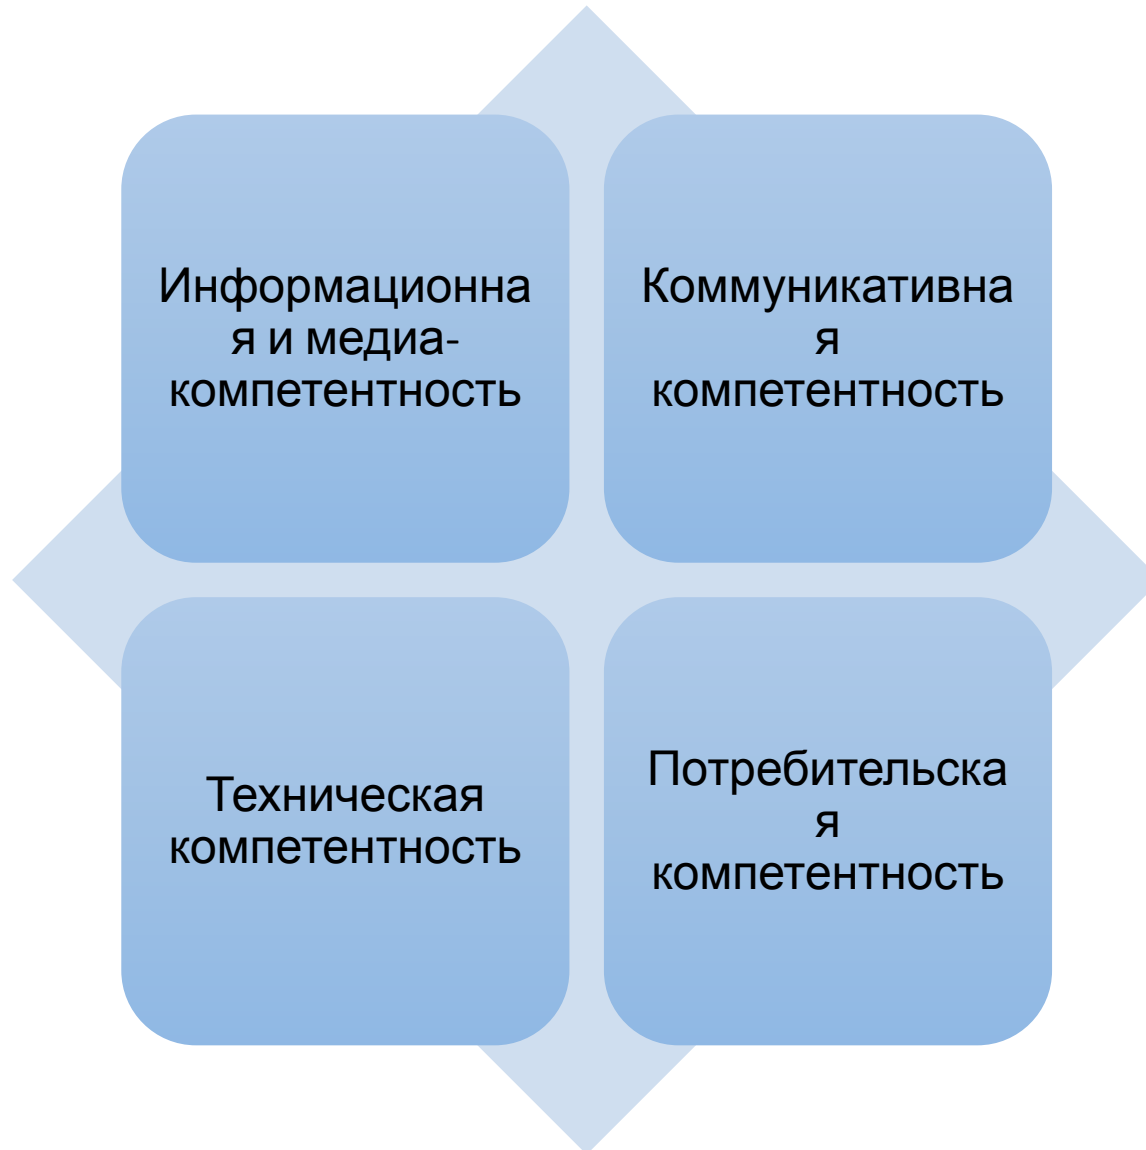 Информационна
я и медиа-
компетентность
Коммуникативна
я
компетентность
Техническая
компетентность
Потребительска
я
компетентность